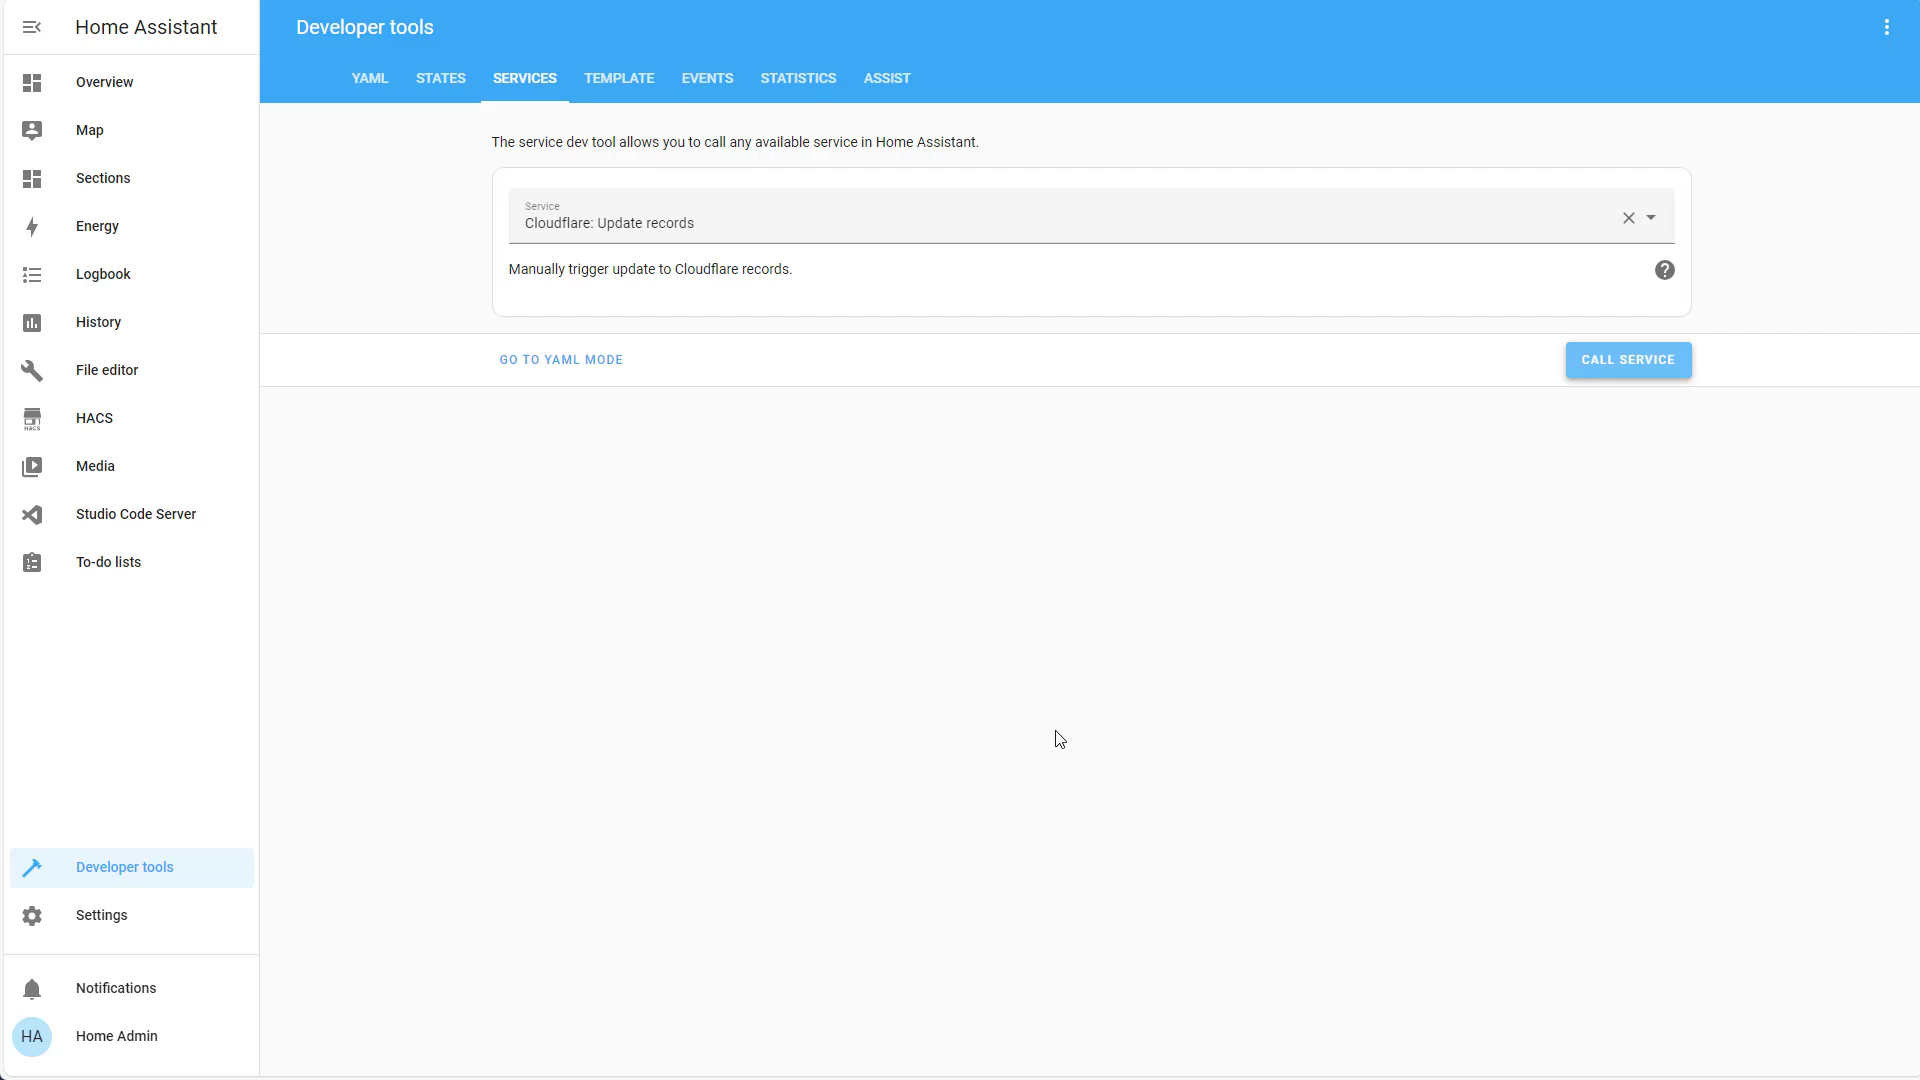 Home Assistant
Overview
Map
Sections
Energy
Logbook
History
File editor
HACS
HACS
Media
Studio Code Server
To-do lists
Developer tools
Settings
Notifications
HA
Home Admin
Developer tools
YAML STATES SERVICES TEMPLATE EVENTS STATISTICS ASSIST
The service dev tool allows you to call any available service in Home Assistant.
Service
Cloudflare: Update records
Manually trigger update to Cloudflare records.
GO TO YAML MODE
CALL SERVICE